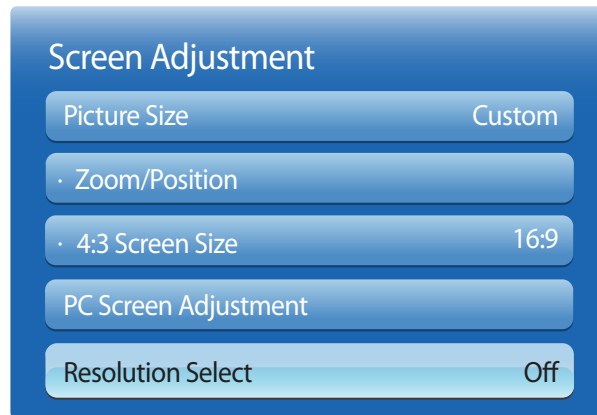 Screen Adjustment
Picture Size Custom
· Zoom/Position
· 4:3 Screen Size 16:9
PC Screen Adjustment
Resolution Select Off